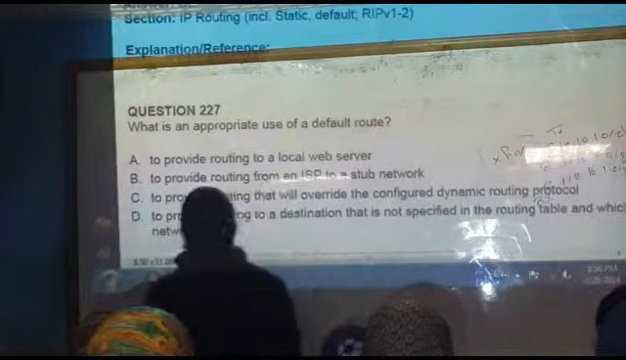 Section: IP Routing (incl, Static, default; RIPv1-2)
Explanation/Reference:
QUESTION 227
What is an appropriate use of a default route?
A. to provide routing to a local web server
B. to provide routing from an ISP to a stub network
C. to pro ting that will override the configured dynamic routing protocol
D. to pr ng to a destination that is not specified in the routing table and whic
netw